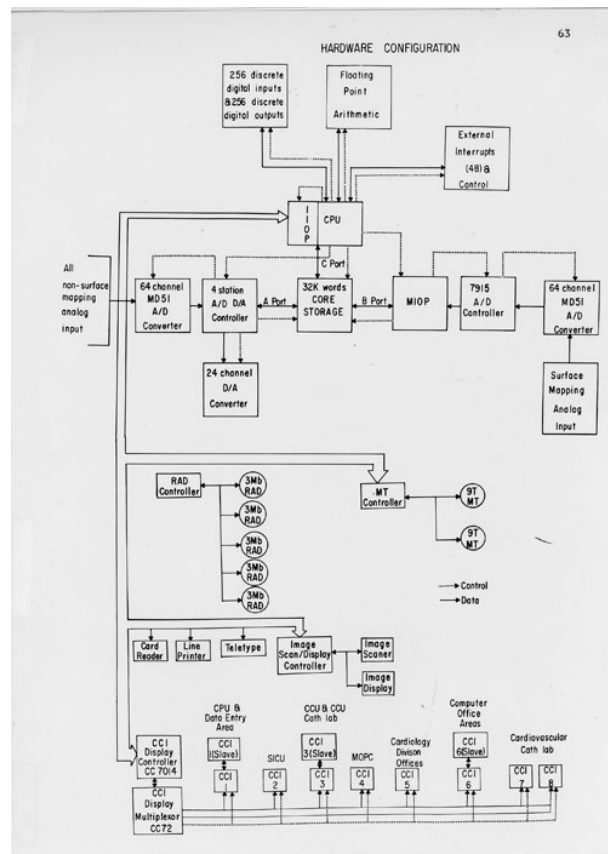 63
HARDWARE CONFIGURATION
256 discrete
digital inputs
&256 discrete
digital outputs
Floating
Point
Arithmetic
External
Interrupts
(48) &
Control
IIOP
CPU
C Port
All
non-surface
mapping
analog
input
64 channel
MD51
A/D
Converter
4 station
A/D D/A
Controller
A Port
32K words
CORE
STORAGE
B Port
MIOP
7915
A/D
Controller
64 channel
MD51
A/D
Converter
24 channel
D/A
Converter
Surface
Mapping
Analog
Input
RAD
Controller
3Mb
RAD
3Mb
RAD
3Mb
RAD
3Mb
RAD
3Mb
RAD
MT
Controller
9T
MT
9T
MT
Control
Data
Card
Reader
Line
Printer
Teletype
Image
Scan/Display
Controller
Image
Scaner
Image
Display
CCI
Display
Controller
CC7014
CCI
Display
Multiplexor
CC72
CPU &
Data Entry
Area
CCI
1(Slave)
CCI
1
SICU
CCI
2
CCU & CCU
Cath lab
CCI
3(Slave)
CCI
3
MOPC
CCI
4
Cardiology
Divison
Offices
CCI
5
Computer
Office
Areas
CCI
6(Slave)
CCI
6
Cardiovascular
Cath lab
CCI
7
CCI
8